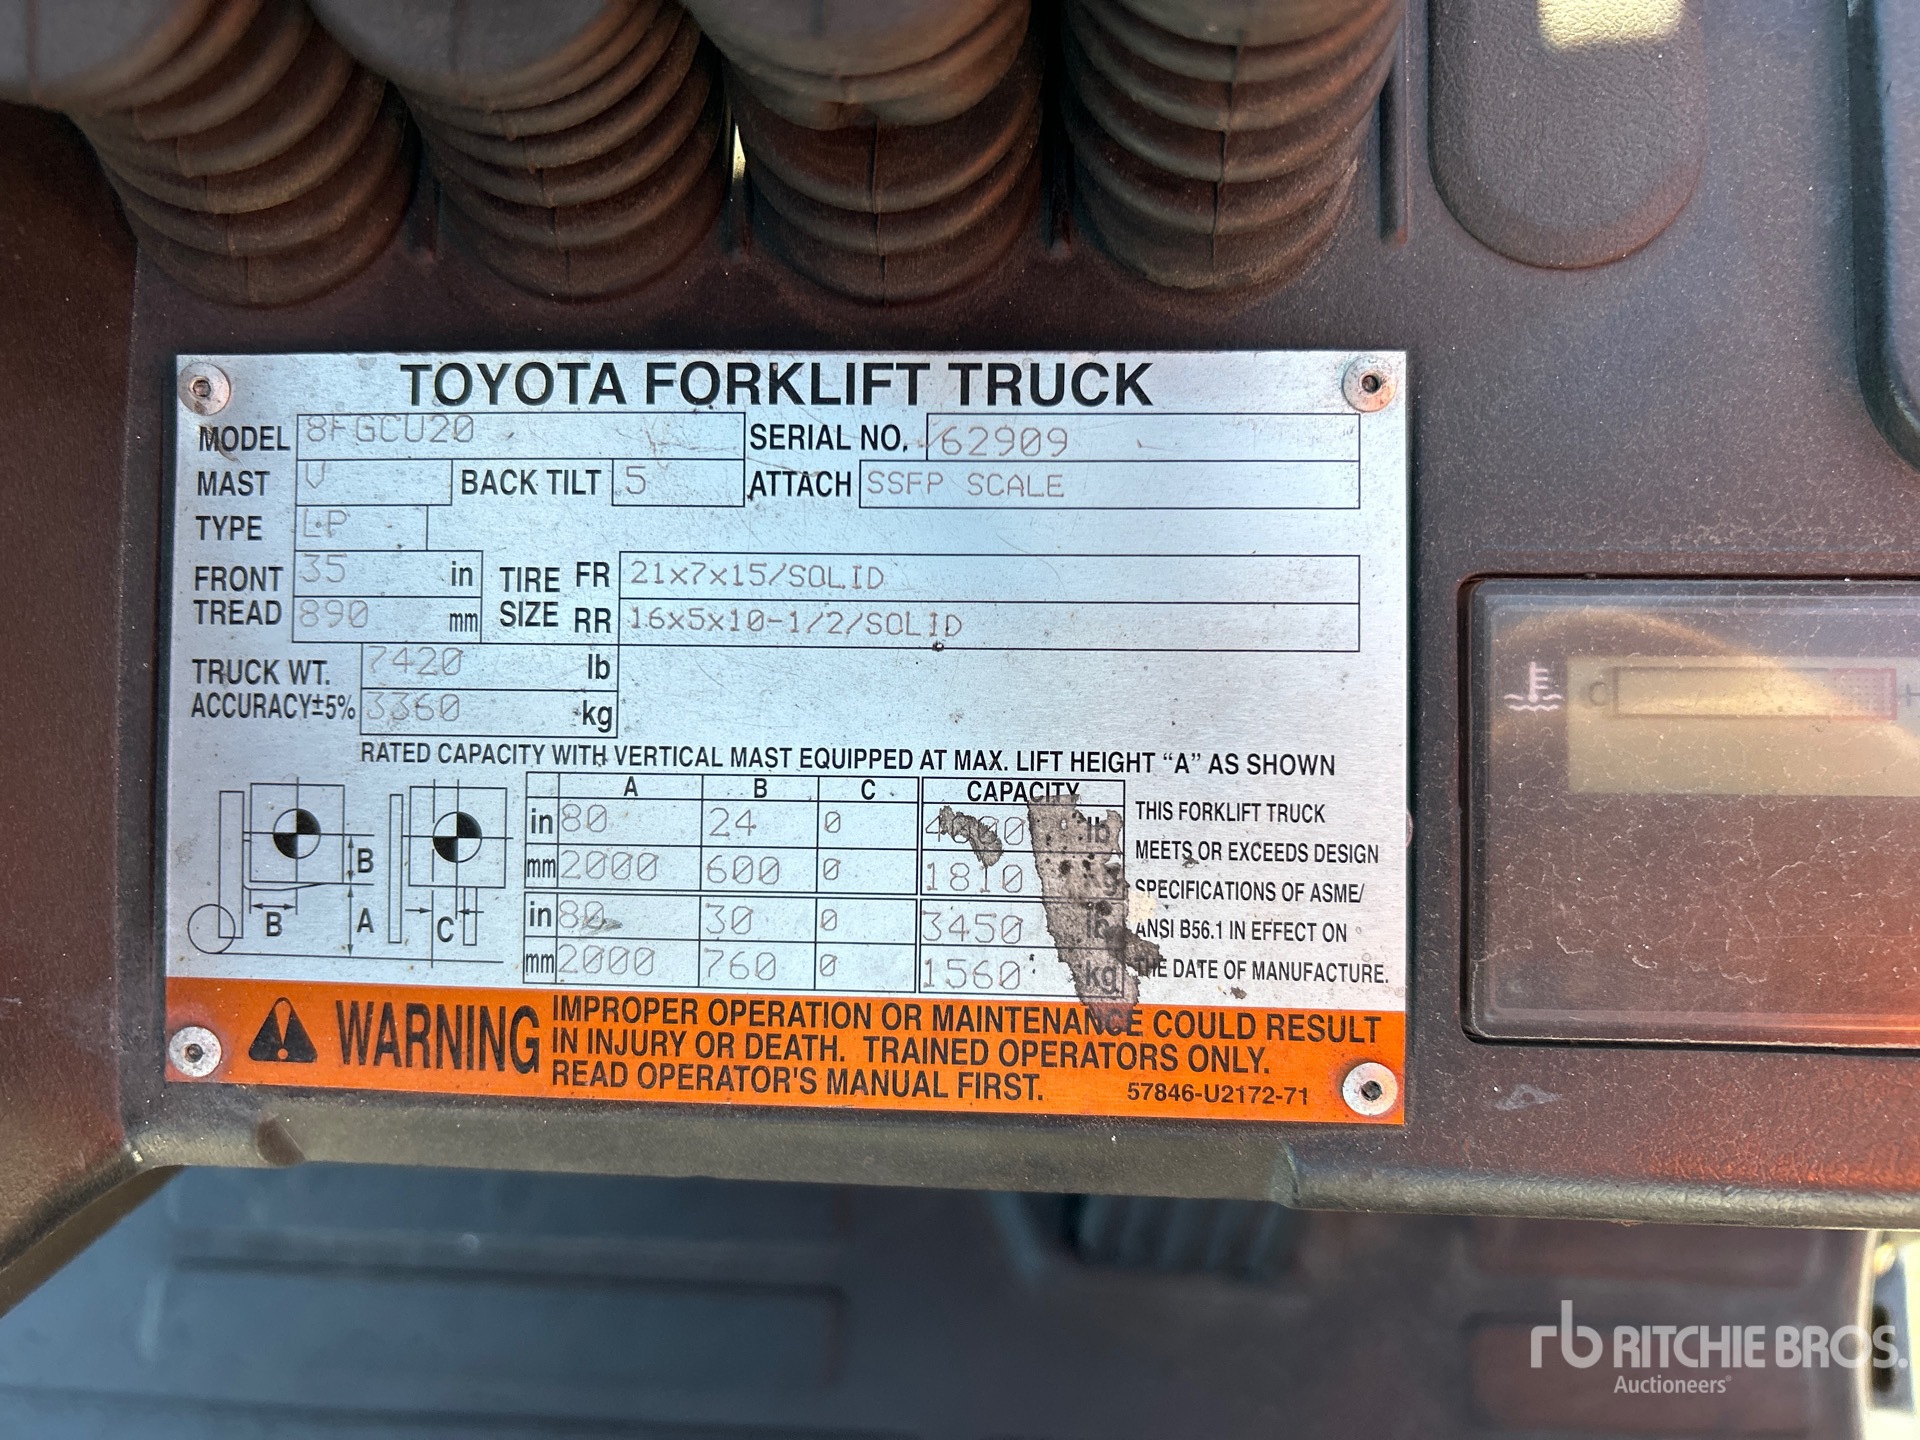 TOYOTA FORKLIFT TRUCK
MODEL 8FGCU20 SERIAL NO. 62909
MAST V BACK TILT 5 ATTACH SSFP SCALE
TYPE LP
FRONT TREAD 35 in TIRE SIZE FR 21x7x15/SOLID
890 mm RR 16x5x10-1/2/SOLID
TRUCK WT. 7420 lb
ACCURACY±5% 3360 kg
RATED CAPACITY WITH VERTICAL MAST EQUIPPED AT MAX. LIFT HEIGHT "A" AS SHOWN
A B C CAPACITY
in 80 24 0 4000 lb
mm 2000 600 0 1810 kg
in 80 30 0 3450 lb
mm 2000 760 0 1560 kg
B
B A C
THIS FORKLIFT TRUCK
MEETS OR EXCEEDS DESIGN
SPECIFICATIONS OF ASME/
ANSI B56.1 IN EFFECT ON
THE DATE OF MANUFACTURE.
WARNING
IMPROPER OPERATION OR MAINTENANCE COULD RESULT
IN INJURY OR DEATH. TRAINED OPERATORS ONLY.
READ OPERATOR'S MANUAL FIRST. 57846-U2172-71
C H
rb RITCHIE BROS.
Auctioneers